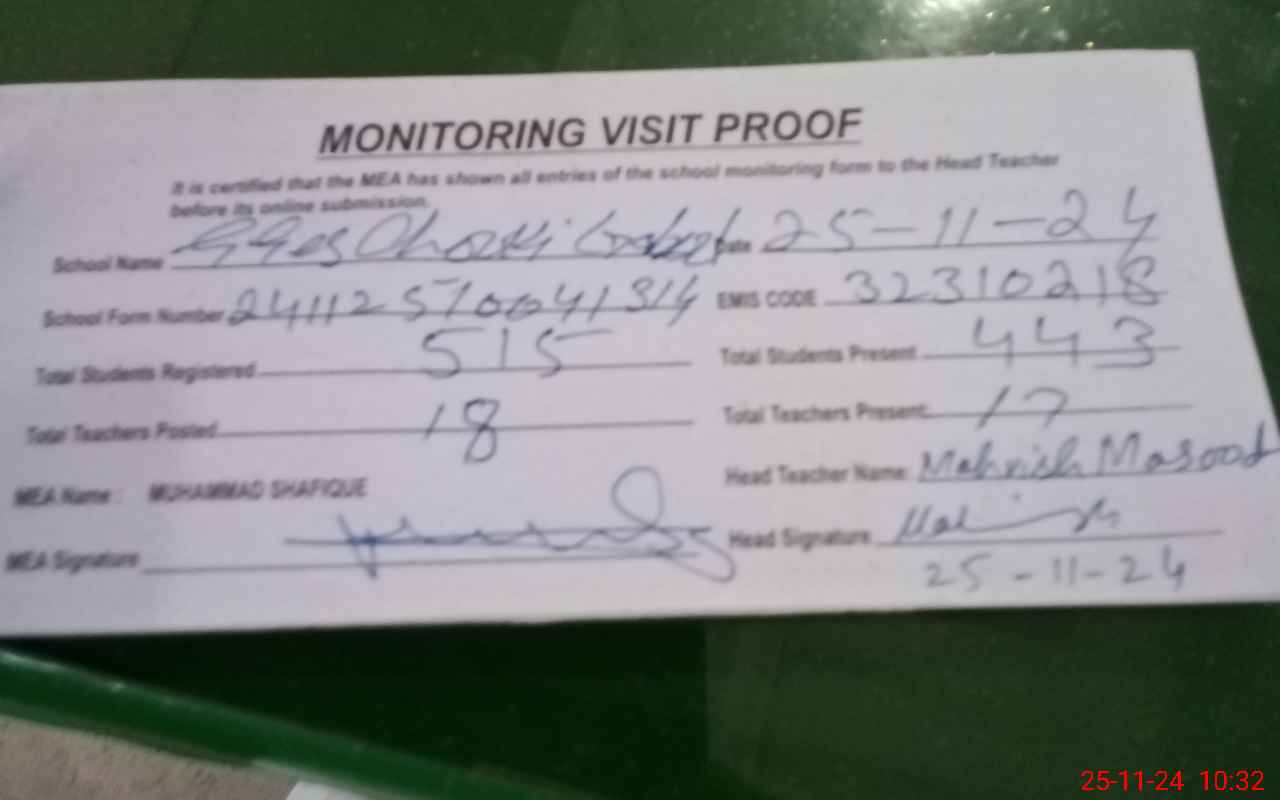 MONITORING VISIT PROOF
It is certified that the MEA has shown all entries of the school monitoring form to the Head Teacher
before its online submission.
School Name Date 25-11-24
School Form Number 241125700041314 EMIS CODE 32310218
Total Students Registered 515 Total Students Present 443
Total Teachers Posted 18 Total Teachers Present 17
MEA Name : MUHAMMAD SHAFIQUE Head Teacher Name Mehrish Masood
MEA Signature Head Signature
25-11-24
25-11-24 10:32